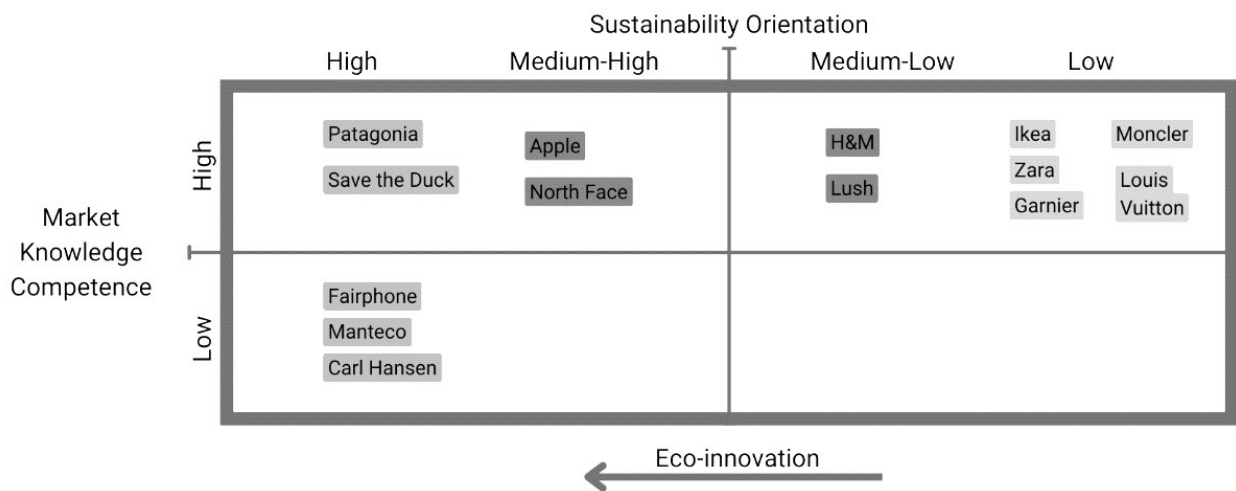 Sustainability Orientation
High
Medium-High
Medium-Low
Low
High
Patagonia
Save the Duck
Apple
North Face
H&M
Lush
Ikea
Zara
Garnier
Moncler
Louis
Vuitton
Market
Knowledge
Competence
Low
Fairphone
Manteco
Carl Hansen
Eco-innovation